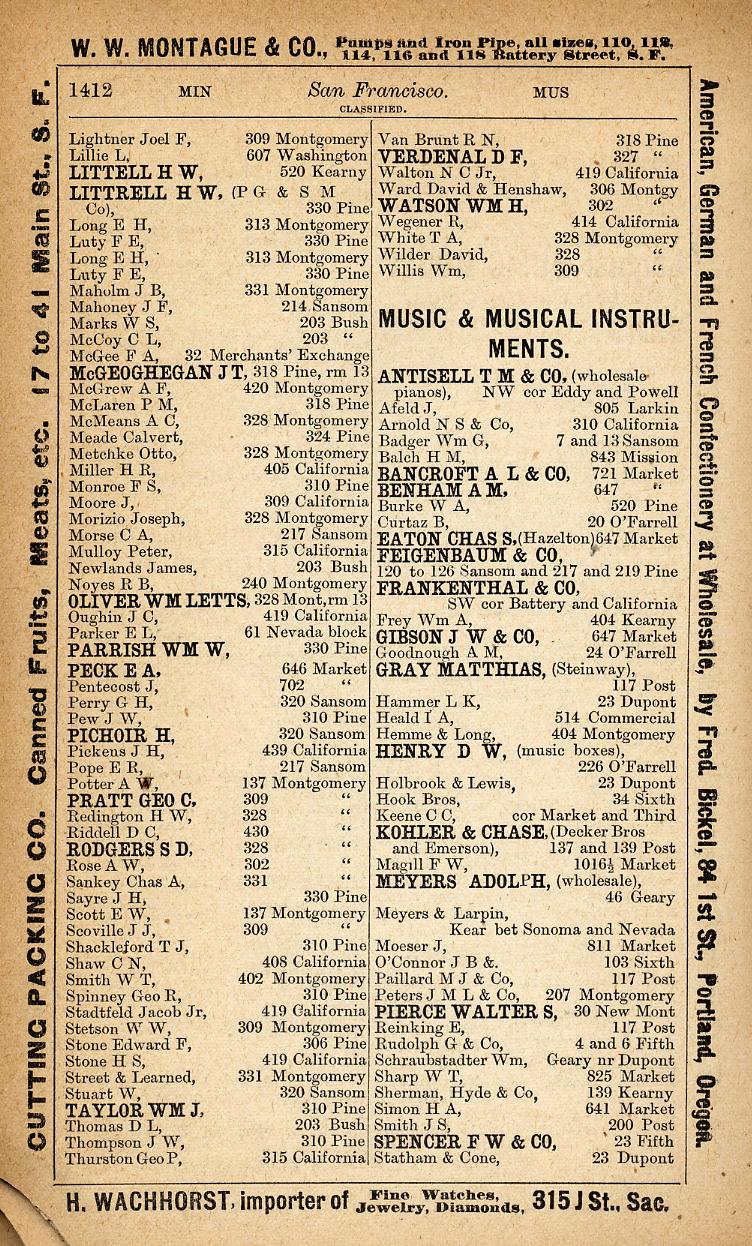 W. W. MONTAGUE & CO., Pumps and Iron Pipe, all sizes, 110, 112,
114, 116 and 118 Battery Street, S. F.
1412 MIN San Francisco. MUS
CLASSIFIED.
Lightner Joel F, 309 Montgomery
Lillie L, 607 Washington
LITTELL H W, 520 Kearny
LITTRELL H W, (P G & S M
Co), 330 Pine
Long E H, 313 Montgomery
Luty F E, 330 Pine
Long E H, 313 Montgomery
Luty F E, 330 Pine
Maholm J B, 331 Montgomery
Mahoney J F, 214 Sansom
Marks W S, 203 Bush
McCoy C L, 203 “
McGee F A, 32 Merchants' Exchange
McGEOGHEGAN J T, 318 Pine, rm 13
McGrew A F, 420 Montgomery
McLaren P M, 318 Pine
McMeans A C, 328 Montgomery
Meade Calvert, 324 Pine
Metchke Otto, 328 Montgomery
Miller H R, 405 California
Monroe F S, 310 Pine
Moore J, 309 California
Morizio Joseph, 328 Montgomery
Morse C A, 217 Sansom
Mulloy Peter, 315 California
Newlands James, 203 Bush
Noyes R B, 240 Montgomery
OLIVER WM LETTS, 328 Mont, rm 13
Oughin J C, 419 California
Parker E L, 61 Nevada block
PARRISH WM W, 330 Pine
PECK E A, 646 Market
Pentecost J, 702 “
Perry G H, 320 Sansom
Pew J W, 310 Pine
PICHOIR H, 320 Sansom
Pickens J H, 439 California
Pope E R, 217 Sansom
Potter A W, 137 Montgomery
PRATT GEO C, 309 “
Redington H W, 328 “
Riddell D C, 430 “
RODGERS S D, 328 “
Rose A W, 302 “
Sankey Chas A, 331 “
Sayre J H, 330 Pine
Scott E W, 137 Montgomery
Scoville J J, 309 “
Shackleford T J, 310 Pine
Shaw C N, 408 California
Smith W T, 402 Montgomery
Spinney Geo R, 310 Pine
Stadtfeld Jacob Jr, 419 California
Stetson W W, 309 Montgomery
Stone Edward F, 306 Pine
Stone H S, 419 California
Street & Learned, 331 Montgomery
Stuart W, 320 Sansom
TAYLOR WM J, 310 Pine
Thomas D L, 203 Bush
Thompson J W, 310 Pine
Thurston Geo P, 315 California
Van Brunt R N, 318 Pine
VERDENAL D F, 327 “
Walton N C Jr, 419 California
Ward David & Henshaw, 306 Montgy
WATSON WM H, 302 “
Wegener R, 414 California
White T A, 328 Montgomery
Wilder David, 328 “
Willis Wm, 309 “
MUSIC & MUSICAL INSTRU-
MENTS.
ANTISELL T M & CO. (wholesale
pianos), NW cor Eddy and Powell
Afeld J, 805 Larkin
Arnold N S & Co, 310 California
Badger Wm G, 7 and 13 Sansom
Balch H M, 843 Mission
BANCROFT A L & CO, 721 Market
BENHAM A M, 647 “
Burke W A, 520 Pine
Curtaz B, 20 O'Farrell
EATON CHAS S, (Hazelton) 647 Market
FEIGENBAUM & CO,
120 to 126 Sansom and 217 and 219 Pine
FRANKENTHAL & CO,
SW cor Battery and California
Frey Wm A, 404 Kearny
GIBSON J W & CO, 647 Market
Goodnough A M, 24 O'Farrell
GRAY MATTHIAS, (Steinway),
117 Post
Hammer L K, 23 Dupont
Heald I A, 514 Commercial
Hemme & Long, 404 Montgomery
HENRY D W, (music boxes),
226 O'Farrell
Holbrook & Lewis, 23 Dupont
Hook Bros, 34 Sixth
Keene C C, cor Market and Third
KOHLER & CHASE, (Decker Bros
and Emerson), 137 and 139 Post
Magill F W, 1016½ Market
MEYERS ADOLPH, (wholesale),
46 Geary
Meyers & Larpin,
Kear bet Sonoma and Nevada
Moeser J, 811 Market
O'Connor J B &. 103 Sixth
Paillard M J & Co, 117 Post
Peters J M L & Co, 207 Montgomery
PIERCE WALTER S, 30 New Mont
Reinking E, 117 Post
Rudolph G & Co, 4 and 6 Fifth
Schraubstadter Wm, Geary nr Dupont
Sharp W T, 825 Market
Sherman, Hyde & Co, 139 Kearny
Simon H A, 641 Market
Smith J S, 200 Post
SPENCER F W & CO, 23 Fifth
Statham & Cone, 23 Dupont
CUTTING PACKING CO. Canned Fruits, Meats, etc. 17 to 41 Main St., S. F.
American, German and French Confectionery at Wholesale, by Fred. Bickel, 84 1st St., Portland, Oregon.
H. WACHHORST, importer of Fine Watches, Jewelry, Diamonds, 315 J St., Sac.